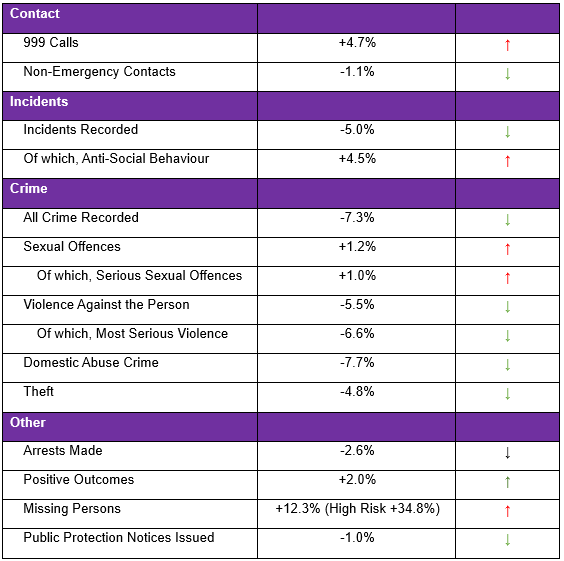 Contact
999 Calls +4.7% ↑
Non-Emergency Contacts -1.1% ↓
Incidents
Incidents Recorded -5.0% ↓
Of which, Anti-Social Behaviour +4.5% ↑
Crime
All Crime Recorded -7.3% ↓
Sexual Offences +1.2% ↑
Of which, Serious Sexual Offences +1.0% ↑
Violence Against the Person -5.5% ↓
Of which, Most Serious Violence -6.6% ↓
Domestic Abuse Crime -7.7% ↓
Theft -4.8% ↓
Other
Arrests Made -2.6% ↓
Positive Outcomes +2.0% ↑
Missing Persons +12.3% (High Risk +34.8%) ↑
Public Protection Notices Issued -1.0% ↓